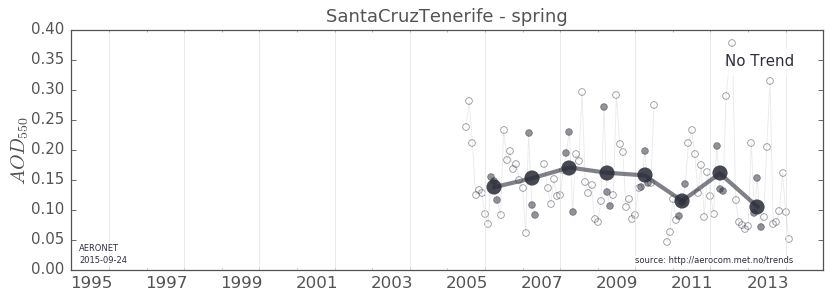 SantaCruzTenerife - spring
No Trend
0.40
0.35
0.30
0.25
0.20
0.15
0.10
0.05
0.00
AOD550
AERONET
2015-09-24
source: http://aerocom.met.no/trends
1995 1997 1999 2001 2003 2005 2007 2009 2011 2013